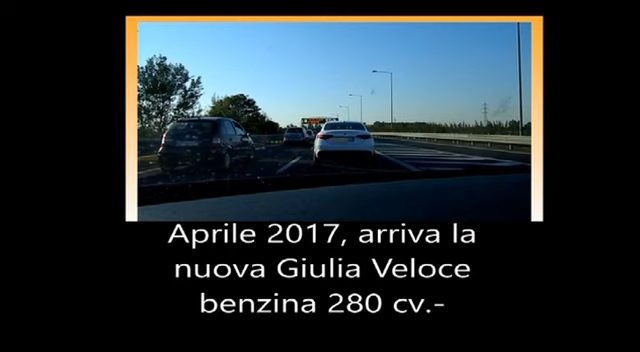 Aprile 2017, arriva la
nuova Giulia Veloce
benzina 280 cv.-